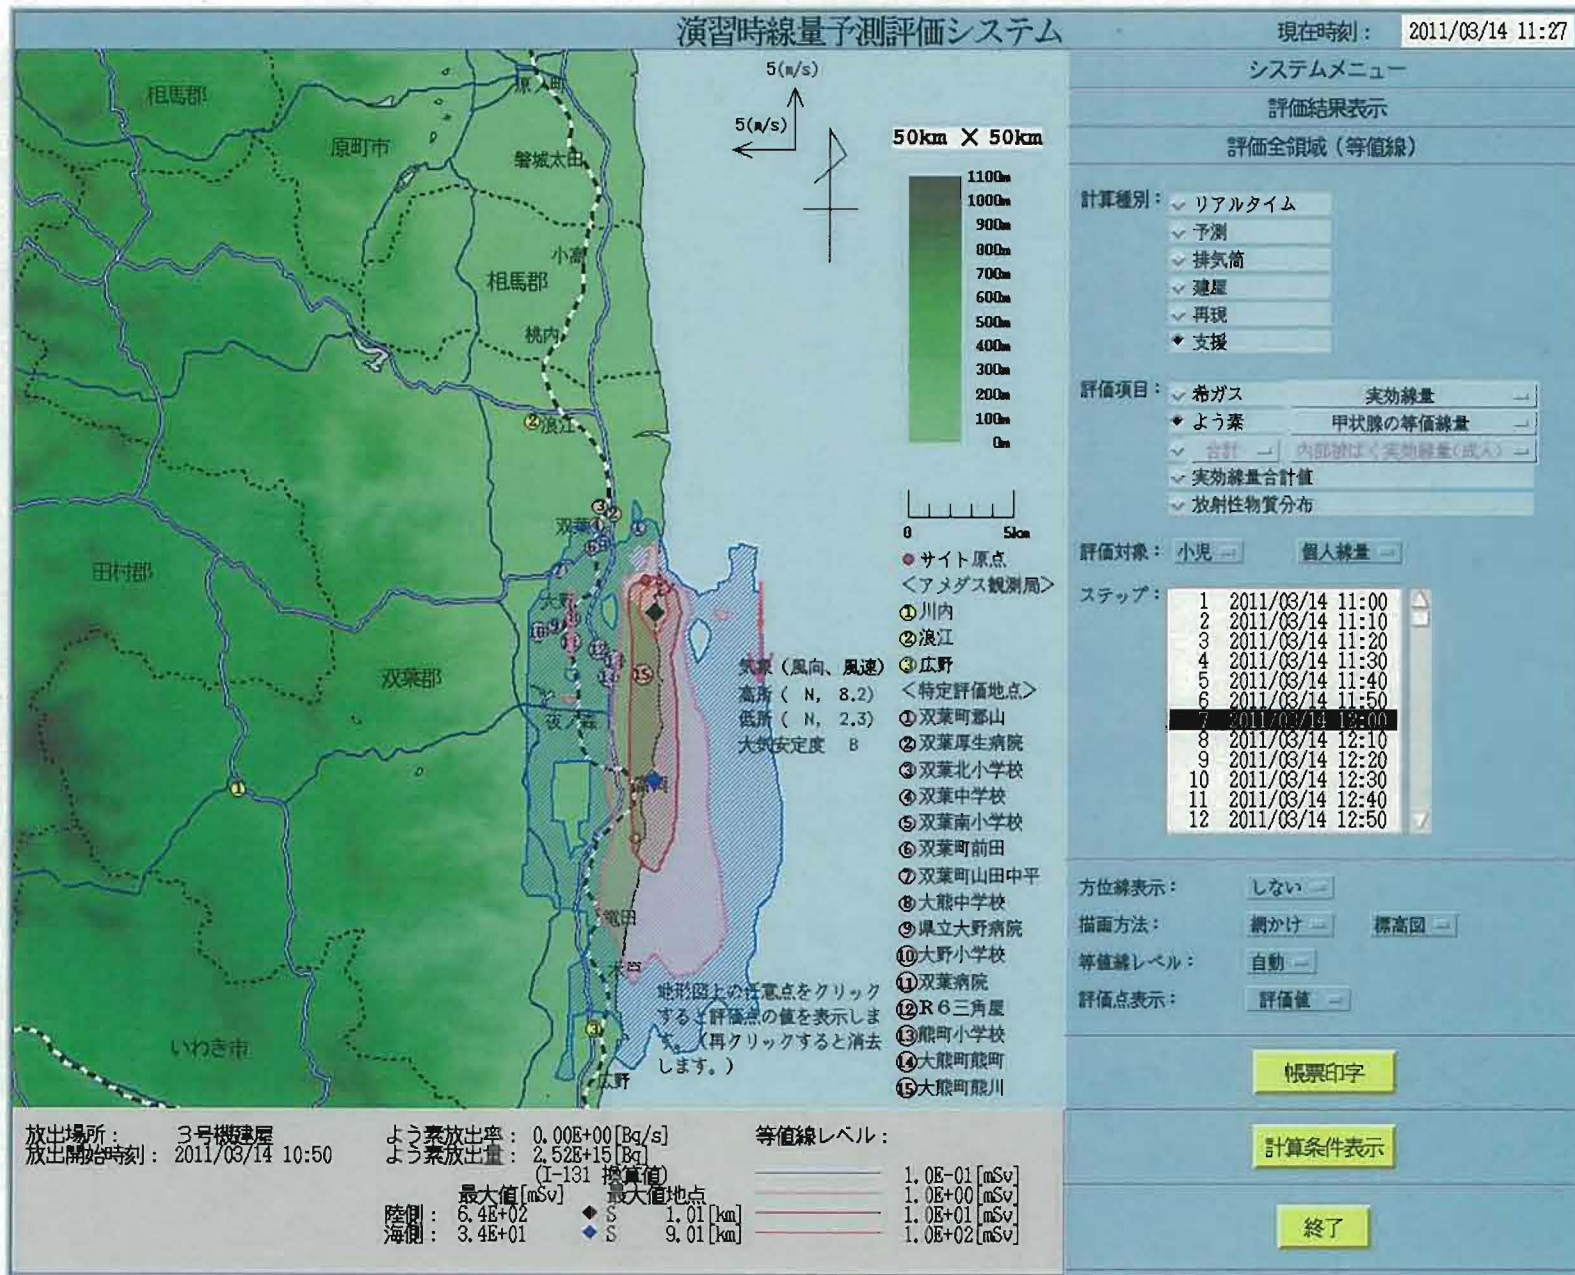 演習時線量予測評価システム
現在時刻： 2011/03/14 11:27
システムメニュー
評価結果表示
評価全領域（等値線）
計算種別：
リアルタイム
予測
排気筒
建屋
再現
支援
評価項目：
希ガス 実効線量
よう素 甲状腺の等価線量
合計 内部被ばく実効線量(成人)
実効線量合計値
放射性物質分布
評価対象： 小児 個人線量
ステップ：
1 2011/03/14 11:00
2 2011/03/14 11:10
3 2011/03/14 11:20
4 2011/03/14 11:30
5 2011/03/14 11:40
6 2011/03/14 11:50
7 2011/03/14 12:00
8 2011/03/14 12:10
9 2011/03/14 12:20
10 2011/03/14 12:30
11 2011/03/14 12:40
12 2011/03/14 12:50
方位線表示： しない
描画方法： 網かけ 標高図
等値線レベル： 自動
評価点表示： 評価値
帳票印字
計算条件表示
終了
5(m/s)
5(m/s)
50km × 50km
1100m
1000m
900m
800m
700m
600m
500m
400m
300m
200m
100m
0m
0 5km
サイト原点
＜アメダス観測局＞
①川内
②浪江
③広野
＜特定評価地点＞
①双葉町郡山
②双葉厚生病院
③双葉北小学校
④双葉中学校
⑤双葉南小学校
⑥双葉町前田
⑦双葉町山田中平
⑧大熊中学校
⑨県立大野病院
⑩大野小学校
⑪双葉病院
⑫R6三角屋
⑬熊町小学校
⑭大熊町熊町
⑮大熊町熊川
気象（風向、風速）
高所（ N, 8.2）
低所（ N, 2.3）
大気安定度 B
地形図上の任意点をクリック
すると評価点の値を表示しま
す。（再クリックすると消去
します。）
相馬郡
原ノ町
原町市
磐城太田
小高
相馬郡
桃内
②浪江
双葉
田村郡
大野
双葉郡
夜ノ森
富岡
竜田
木戸
いわき市
広野
放出場所： 3号機建屋
放出開始時刻： 2011/03/14 10:50
よう素放出率： 0.00E+00[Bq/s]
よう素放出量： 2.52E+15[Bq]
(I-131 換算値)
最大値[mSv] 最大値地点
陸側： 6.4E+02 ◆ S 1.01[km]
海側： 3.4E+01 ◆ S 9.01[km]
等値線レベル：
1.0E-01[mSv]
1.0E+00[mSv]
1.0E+01[mSv]
1.0E+02[mSv]